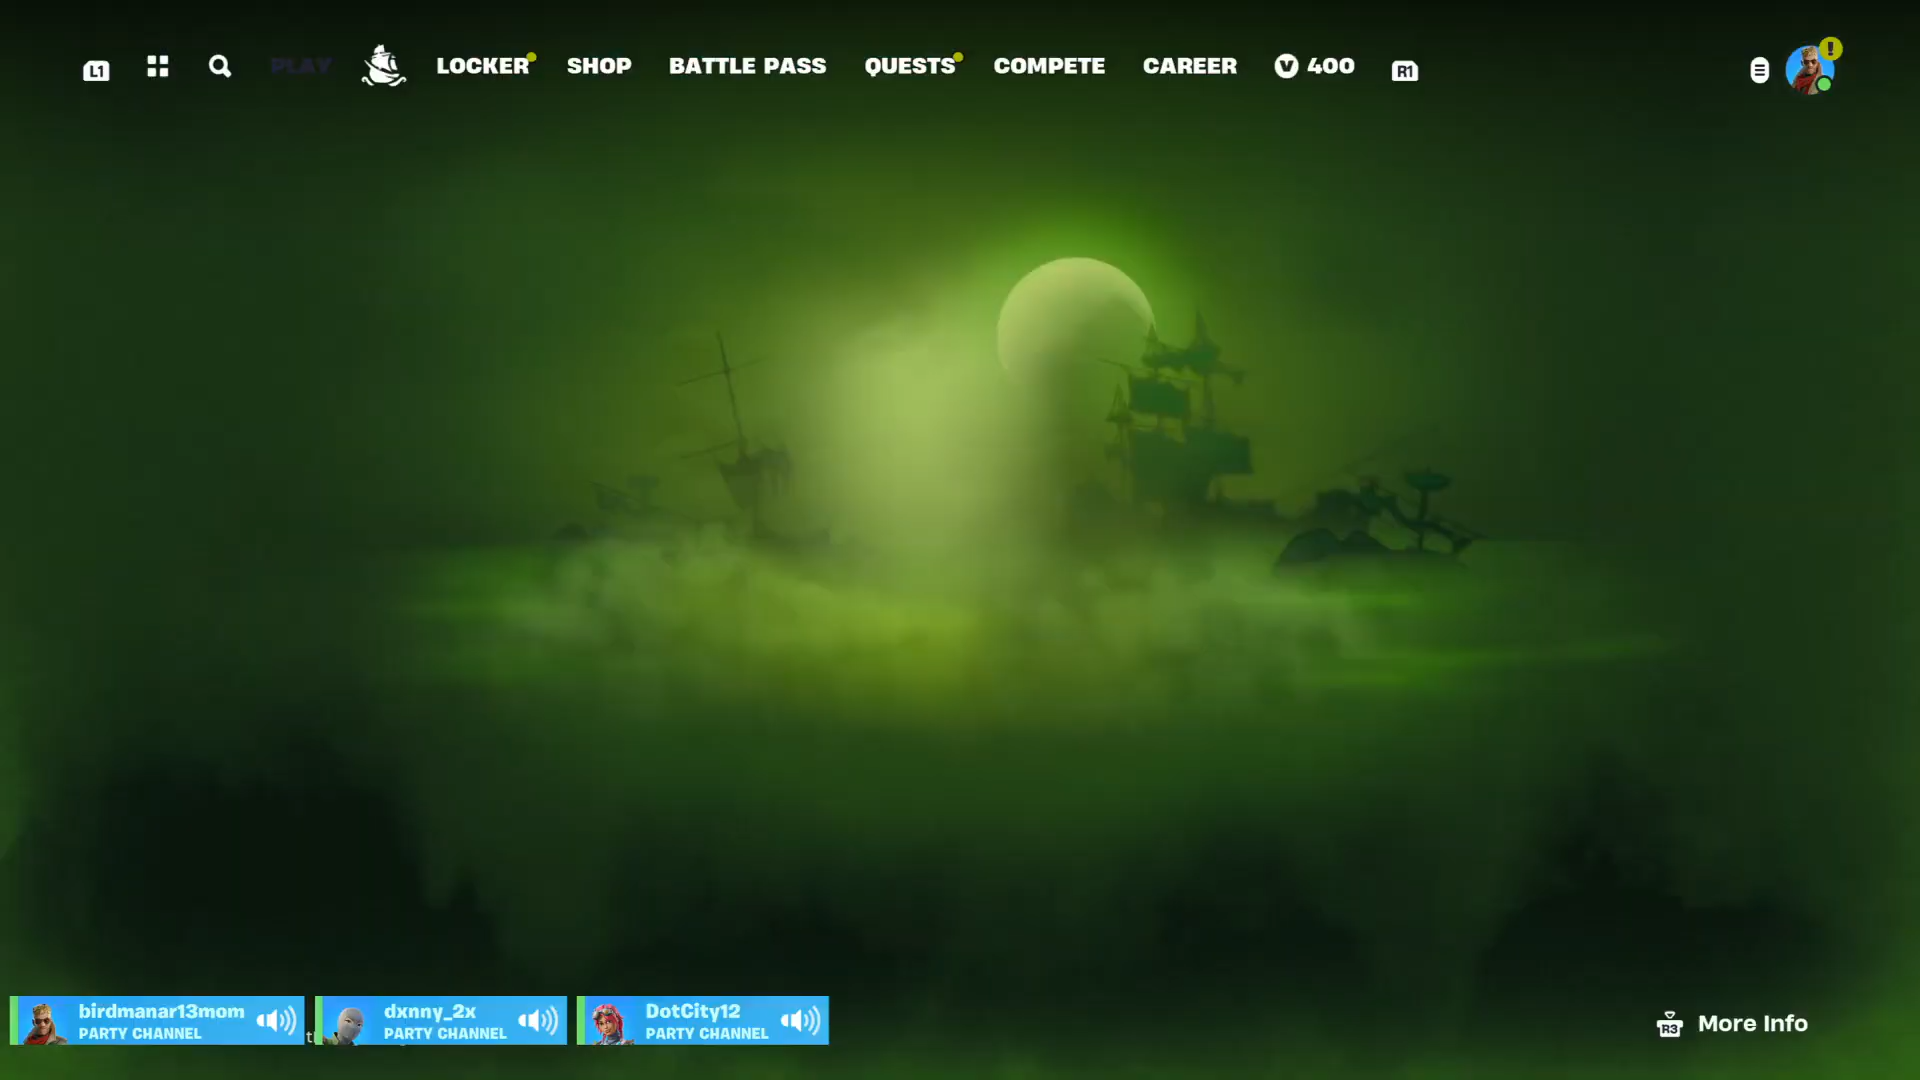 L1 PLAY LOCKER SHOP BATTLE PASS QUESTS COMPETE CAREER V 400 R1 !
birdmanar13mom
PARTY CHANNEL
dxnny_2x
PARTY CHANNEL
DotCity12
PARTY CHANNEL
R3 More Info